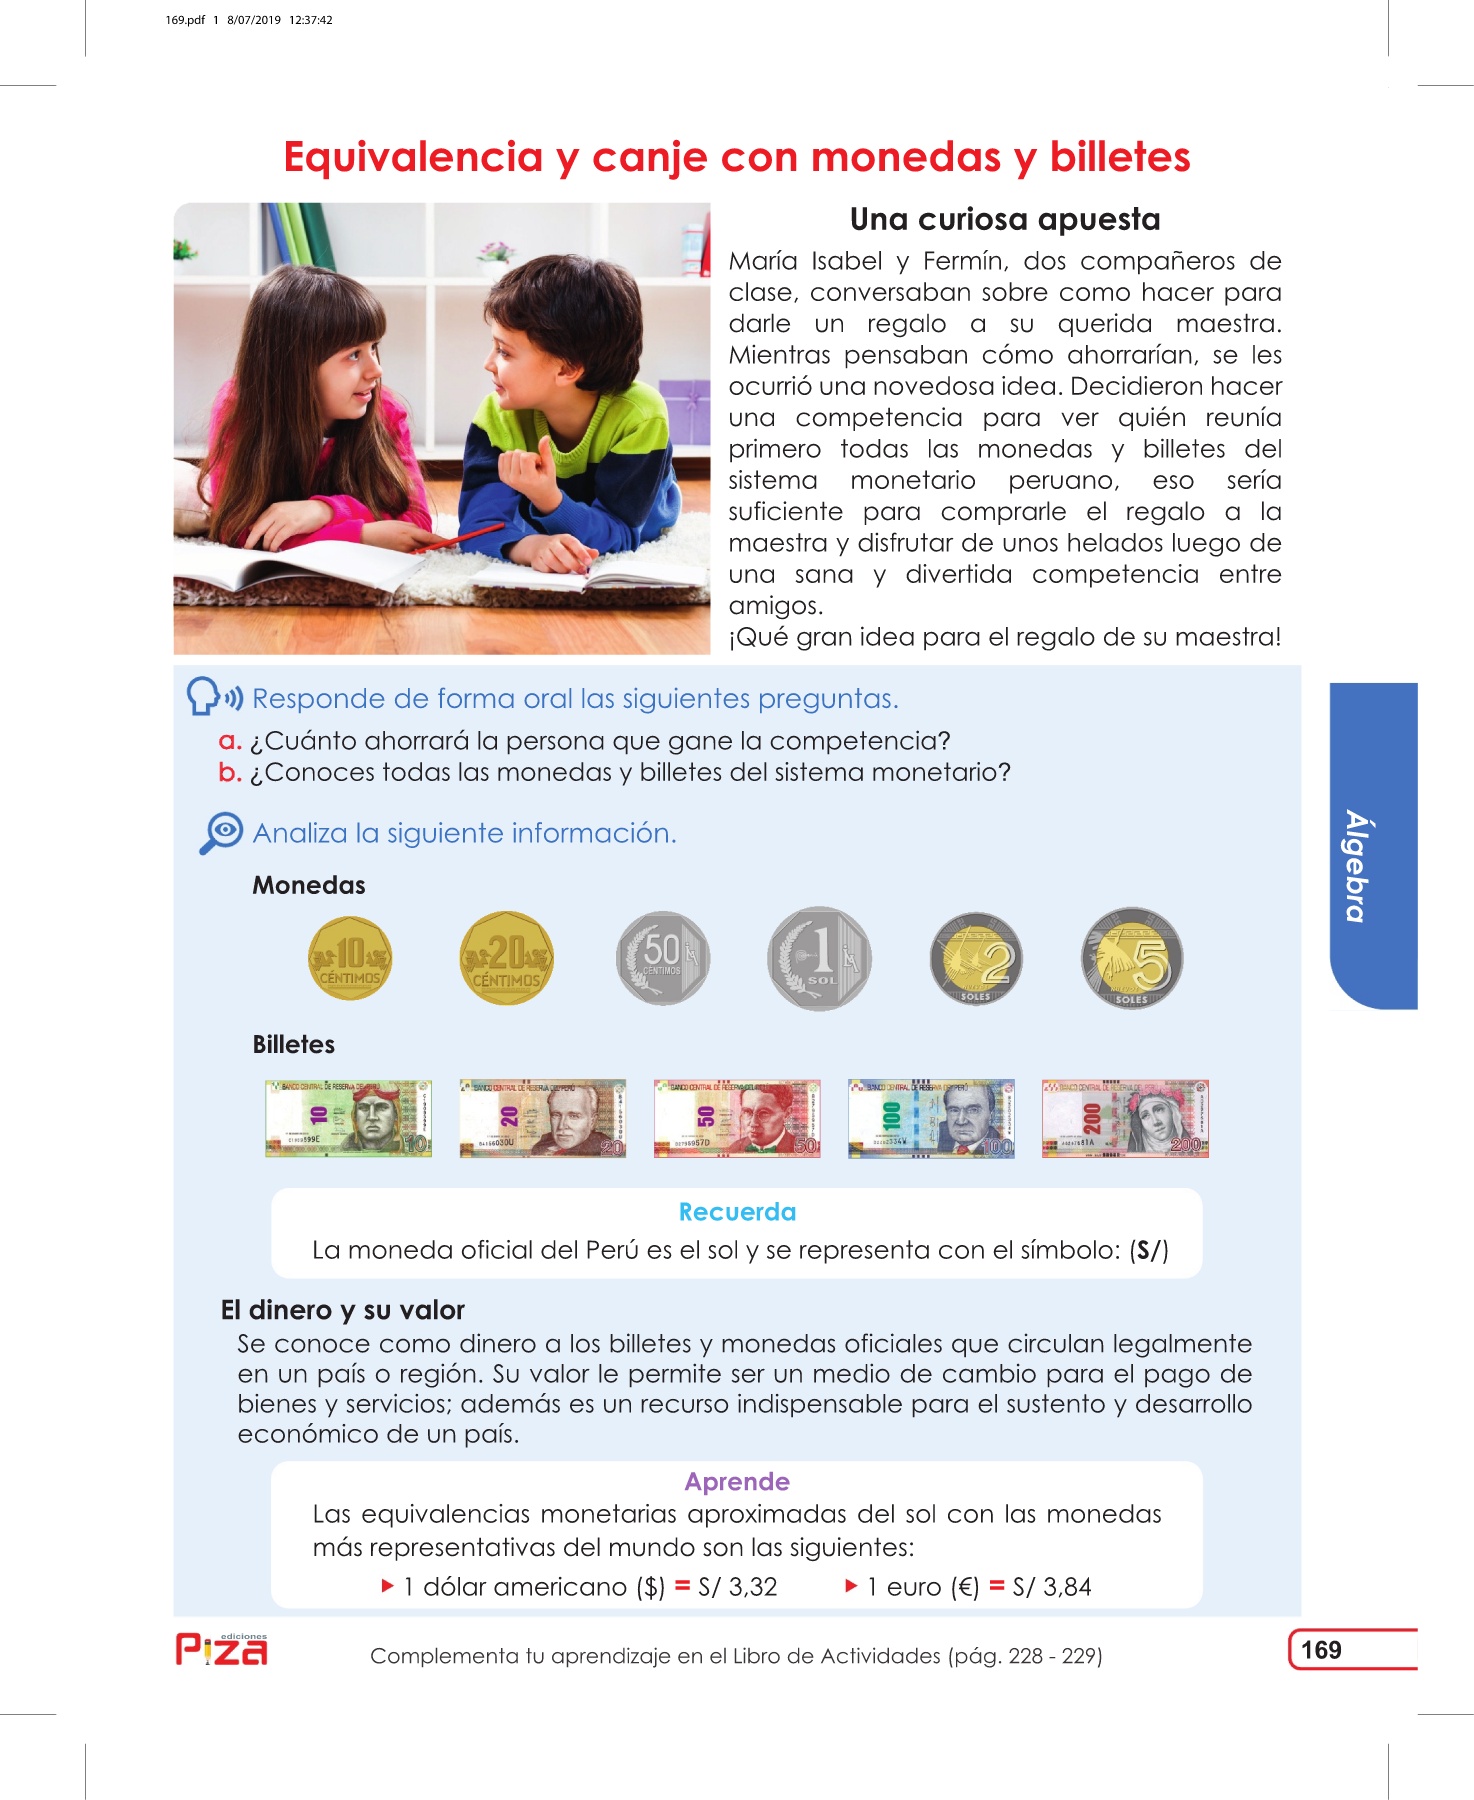 169.pdf 1 8/07/2019 12:37:42
Equivalencia y canje con monedas y billetes
Una curiosa apuesta
María Isabel y Fermín, dos compañeros de
clase, conversaban sobre como hacer para
darle un regalo a su querida maestra.
Mientras pensaban cómo ahorrarían, se les
ocurrió una novedosa idea. Decidieron hacer
una competencia para ver quién reunía
primero todas las monedas y billetes del
sistema monetario peruano, eso sería
suficiente para comprarle el regalo a la
maestra y disfrutar de unos helados luego de
una sana y divertida competencia entre
amigos.
¡Qué gran idea para el regalo de su maestra!
Responde de forma oral las siguientes preguntas.
a. ¿Cuánto ahorrará la persona que gane la competencia?
b. ¿Conoces todas las monedas y billetes del sistema monetario?
Álgebra
Analiza la siguiente información.
Monedas
10 CÉNTIMOS
20 CÉNTIMOS
50 CÉNTIMOS
1 SOL
2 SOLES
5 SOLES
Billetes
BANCO CENTRAL DE RESERVA DEL PERÚ 10 10
BANCO CENTRAL DE RESERVA DEL PERÚ 20 20
BANCO CENTRAL DE RESERVA DEL 50 50
BANCO CENTRAL DE RESERVA DEL PERÚ 100 100
BANCO CENTRAL DE RESERVA DEL PERÚ 200 200
Recuerda
La moneda oficial del Perú es el sol y se representa con el símbolo: (S/)
El dinero y su valor
Se conoce como dinero a los billetes y monedas oficiales que circulan legalmente
en un país o región. Su valor le permite ser un medio de cambio para el pago de
bienes y servicios; además es un recurso indispensable para el sustento y desarrollo
económico de un país.
Aprende
Las equivalencias monetarias aproximadas del sol con las monedas
más representativas del mundo son las siguientes:
1 dólar americano ($) = S/ 3,32 1 euro (€) = S/ 3,84
ediciones
Piza
Complementa tu aprendizaje en el Libro de Actividades (pág. 228 - 229)
169